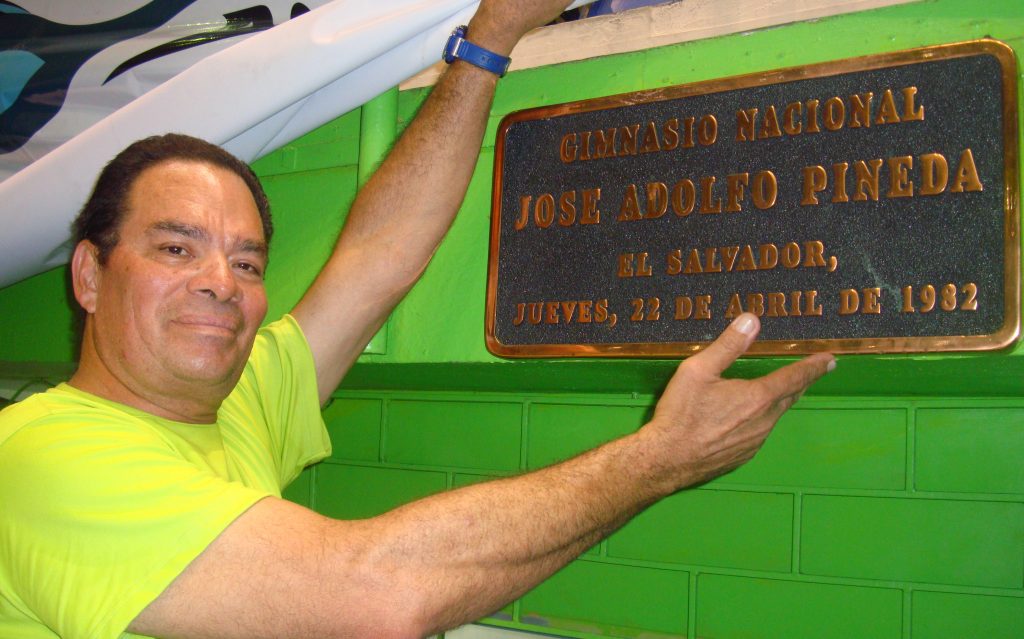 GIMNASIO NACIONAL
JOSE ADOLFO PINEDA
EL SALVADOR,
JUEVES, 22 DE ABRIL DE 1982